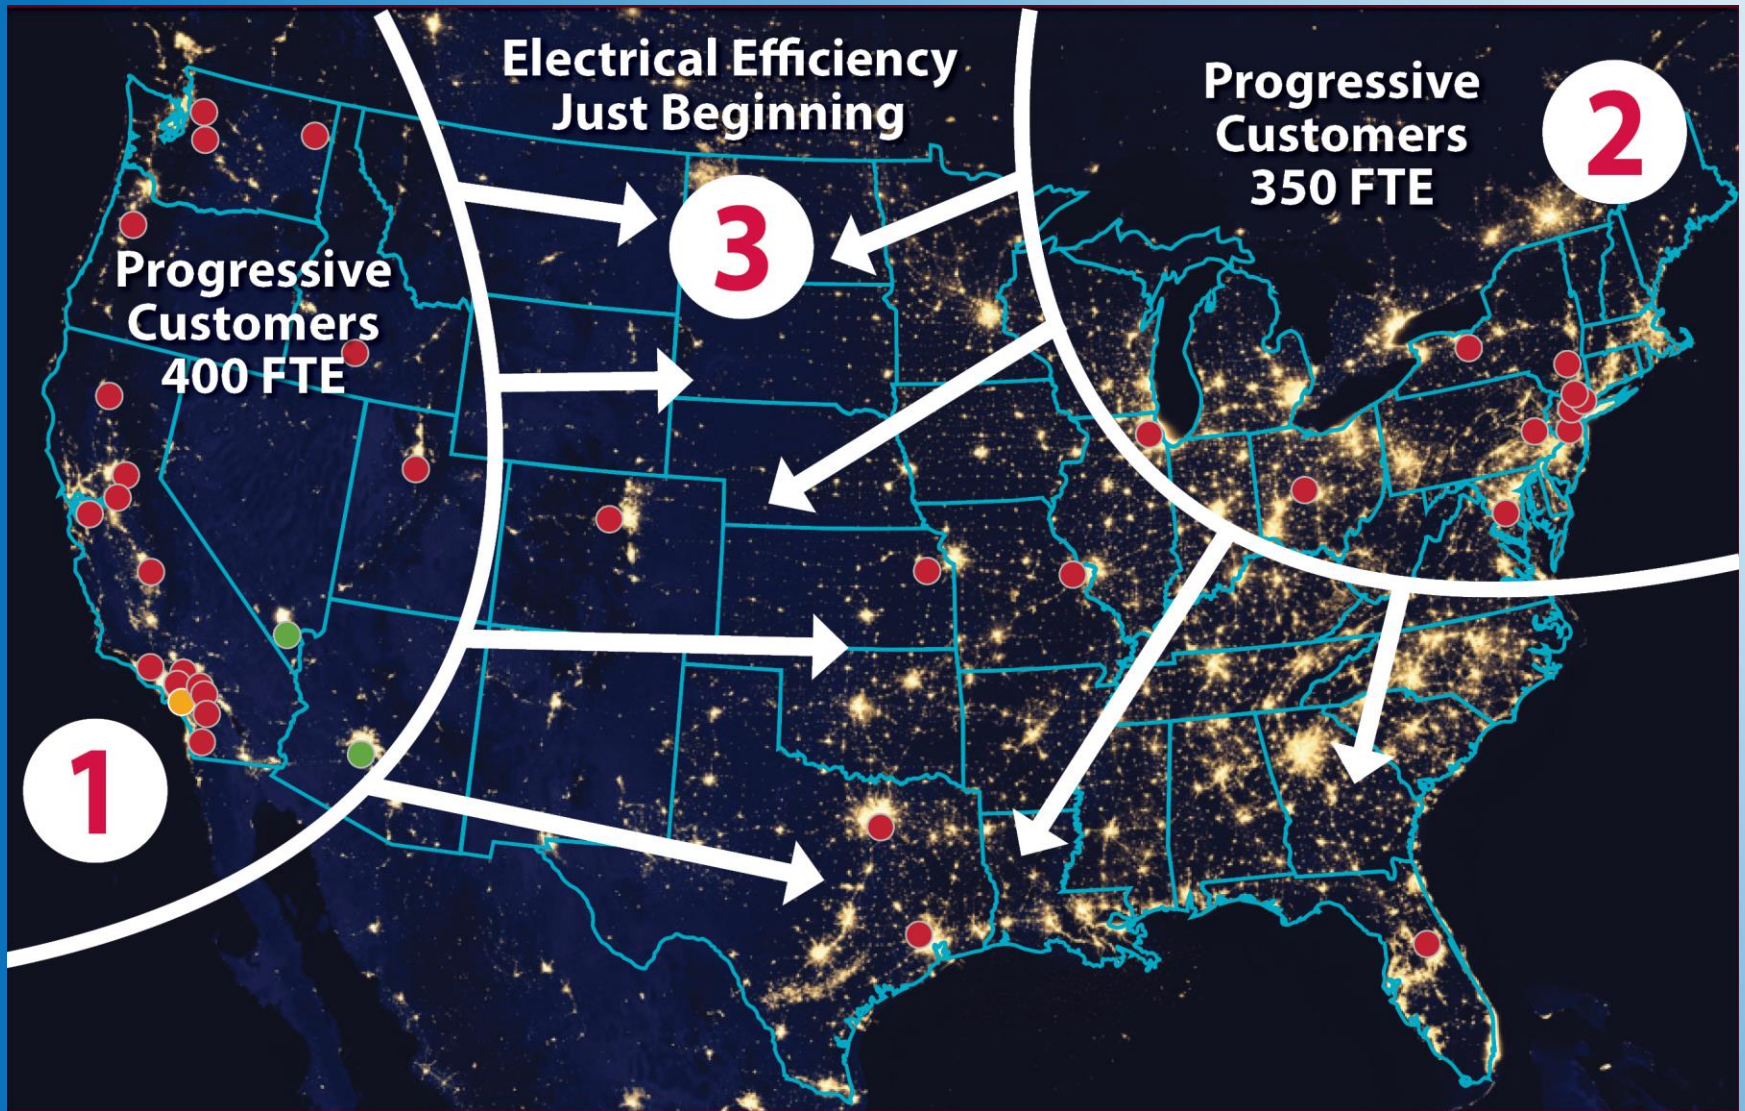 Electrical Efficiency
Just Beginning
Progressive
Customers
350 FTE
2
3
Progressive
Customers
400 FTE
1